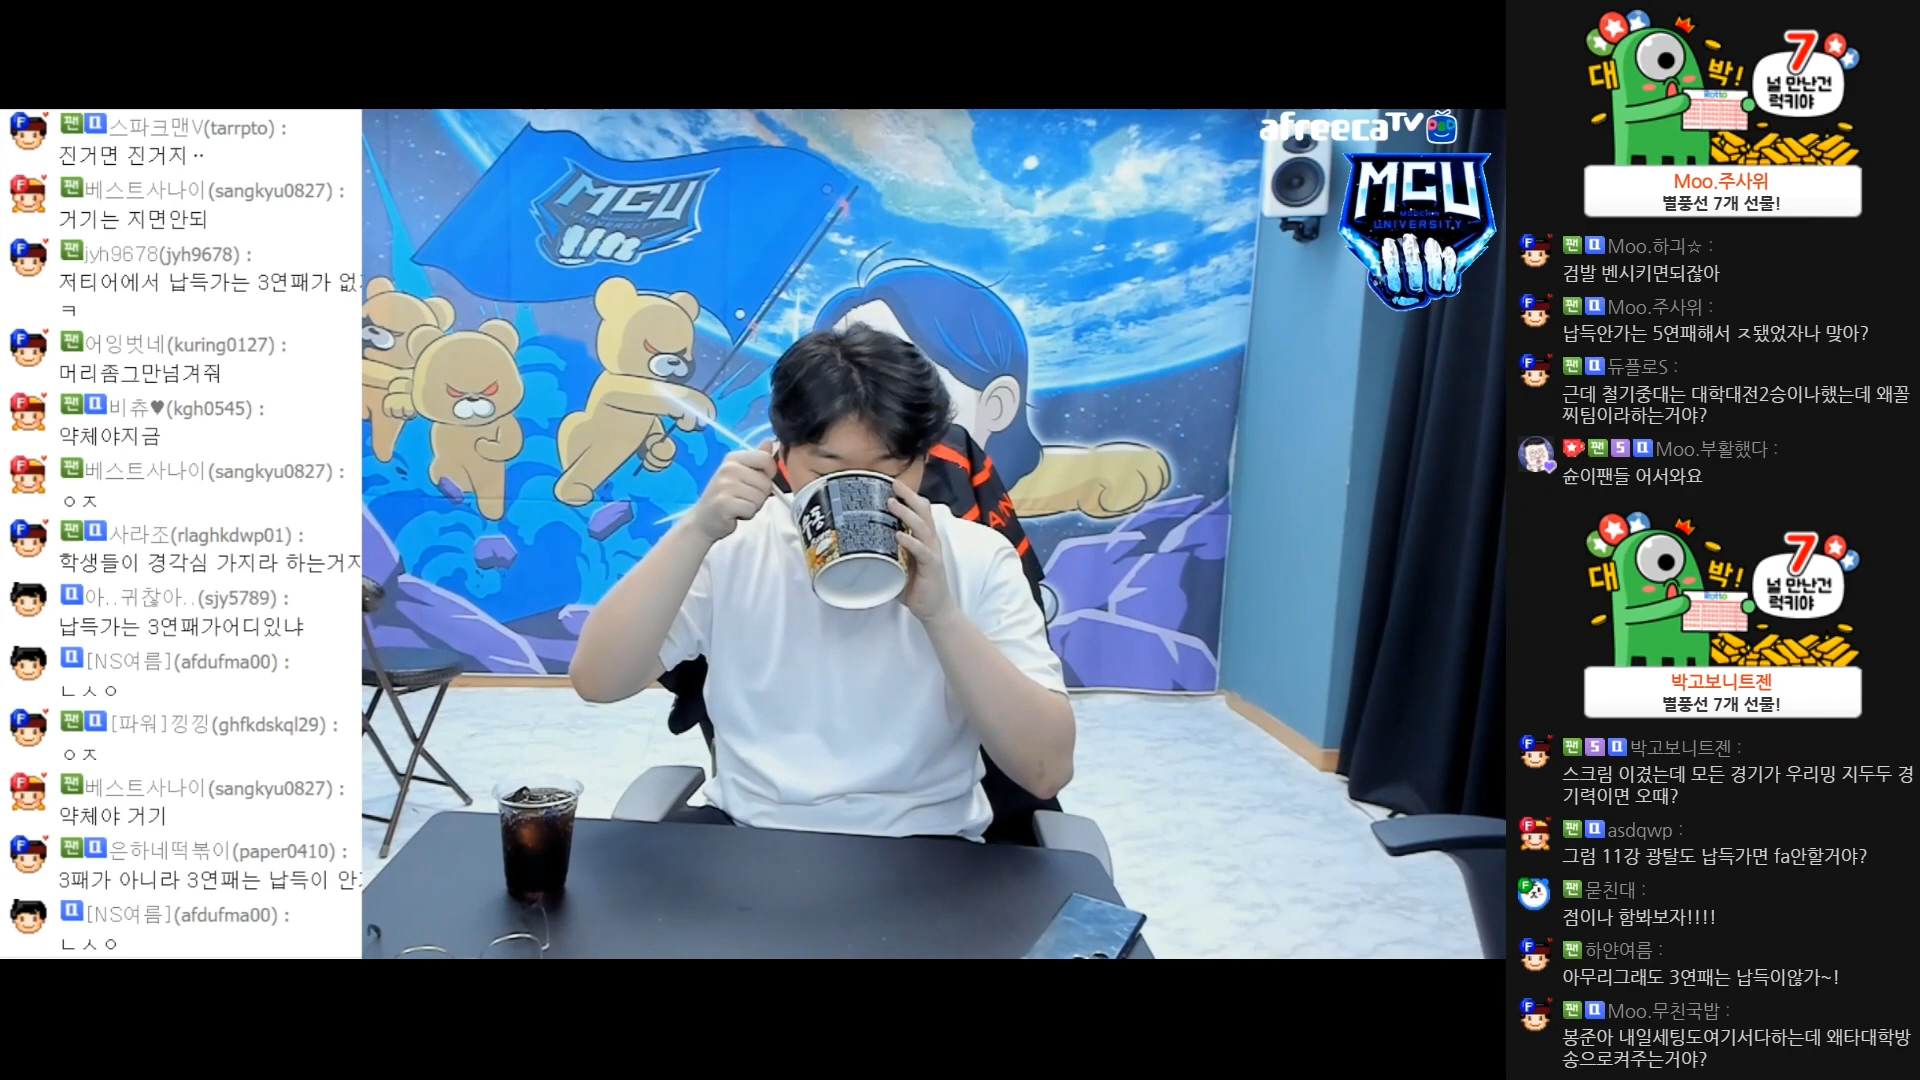 스파크맨V(tarrpto) :
진거면 진거지··
베스트사나이(sangkyu0827) :
거기는 지면안되
jyh9678(jyh9678) :
저티어에서 납득가는 3연패가 없
ㅋ
어잉벗네(kuring0127) :
머리좀그만넘겨줘
비츄♥(kgh0545) :
약체야지금
베스트사나이(sangkyu0827) :
ㅇㅈ
사라조(rlaghkdwp01) :
학생들이 경각심 가지라 하는거지
아..귀찮아..(sjy5789) :
납득가는 3연패가어디있냐
[NS여름](afdufma00) :
ㄴㅅㅇ
[파워]낑낑(ghfkdskql29) :
ㅇㅈ
베스트사나이(sangkyu0827) :
약체야 거기
은하네떡볶이(paper0410) :
3패가 아니라 3연패는 납득이 안
[NS여름](afdufma00) :
ㄴㅅㅇ
MCU
UNIVERSITY
afreecaTV
MCU
MOOCHIN
UNIVERSITY
우동
AN
대박!
7
널 만난건
럭키야
Rotto
Moo.주사위
별풍선 7개 선물!
Moo.하긔☆ :
검발 벤시키면되잖아
Moo.주사위 :
납득안가는 5연패해서 ㅈ됐었자나 맞아?
듀플로S :
근데 철기중대는 대학대전2승이나했는데 왜꼴
찌팀이라하는거야?
Moo.부활했다 :
슌이팬들 어서와요
대박!
7
널 만난건
럭키야
Rotto
박고보니트젠
별풍선 7개 선물!
박고보니트젠 :
스크림 이겼는데 모든 경기가 우리밍 지두두 경
기력이면 오때?
asdqwp :
그럼 11강 광탈도 납득가면 fa안할거야?
묻친대 :
점이나 함봐보자!!!!
하얀여름 :
아무리그래도 3연패는 납득이않가~!
Moo.무친국밥 :
봉준아 내일세팅도여기서다하는데 왜타대학방
송으로켜주는거야?